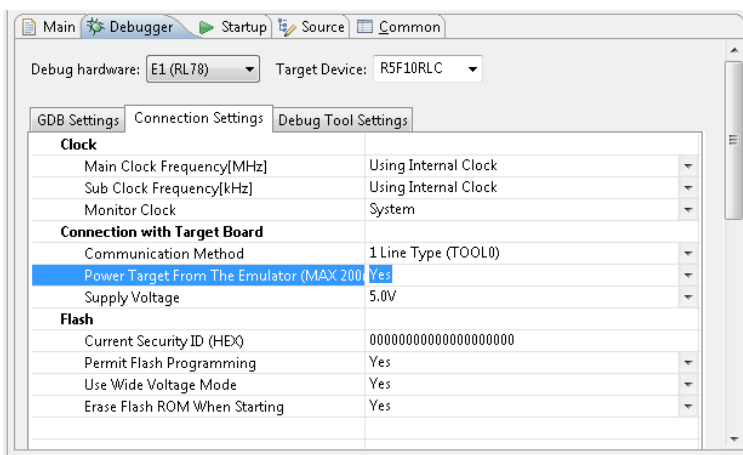 Main Debugger Startup Source Common
Debug hardware: E1 (RL78) Target Device: R5F10RLC
GDB Settings Connection Settings Debug Tool Settings
Clock
Main Clock Frequency[MHz] Using Internal Clock
Sub Clock Frequency[kHz] Using Internal Clock
Monitor Clock System
Connection with Target Board
Communication Method 1 Line Type (TOOL0)
Power Target From The Emulator (MAX 200 Yes
Supply Voltage 5.0V
Flash
Current Security ID (HEX) 00000000000000000000
Permit Flash Programming Yes
Use Wide Voltage Mode Yes
Erase Flash ROM When Starting Yes